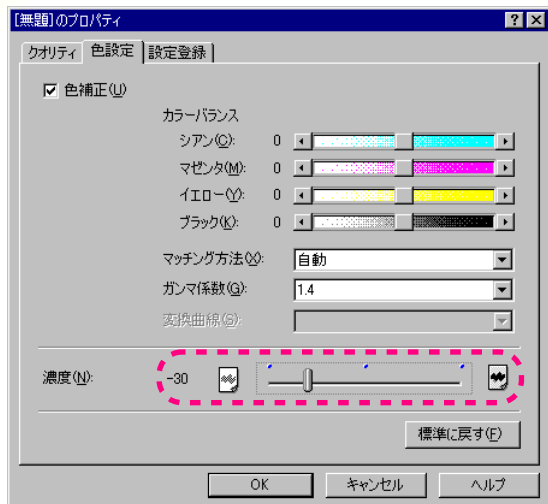 [無題]のプロパティ
クオリティ 色設定 設定登録
色補正(U)
カラーバランス
シアン(C): 0
マゼンタ(M): 0
イエロー(Y): 0
ブラック(K): 0
マッチング方法(X): 自動
ガンマ係数(G): 1.4
変換曲線(S):
濃度(N): -30
標準に戻す(F)
OK キャンセル ヘルプ